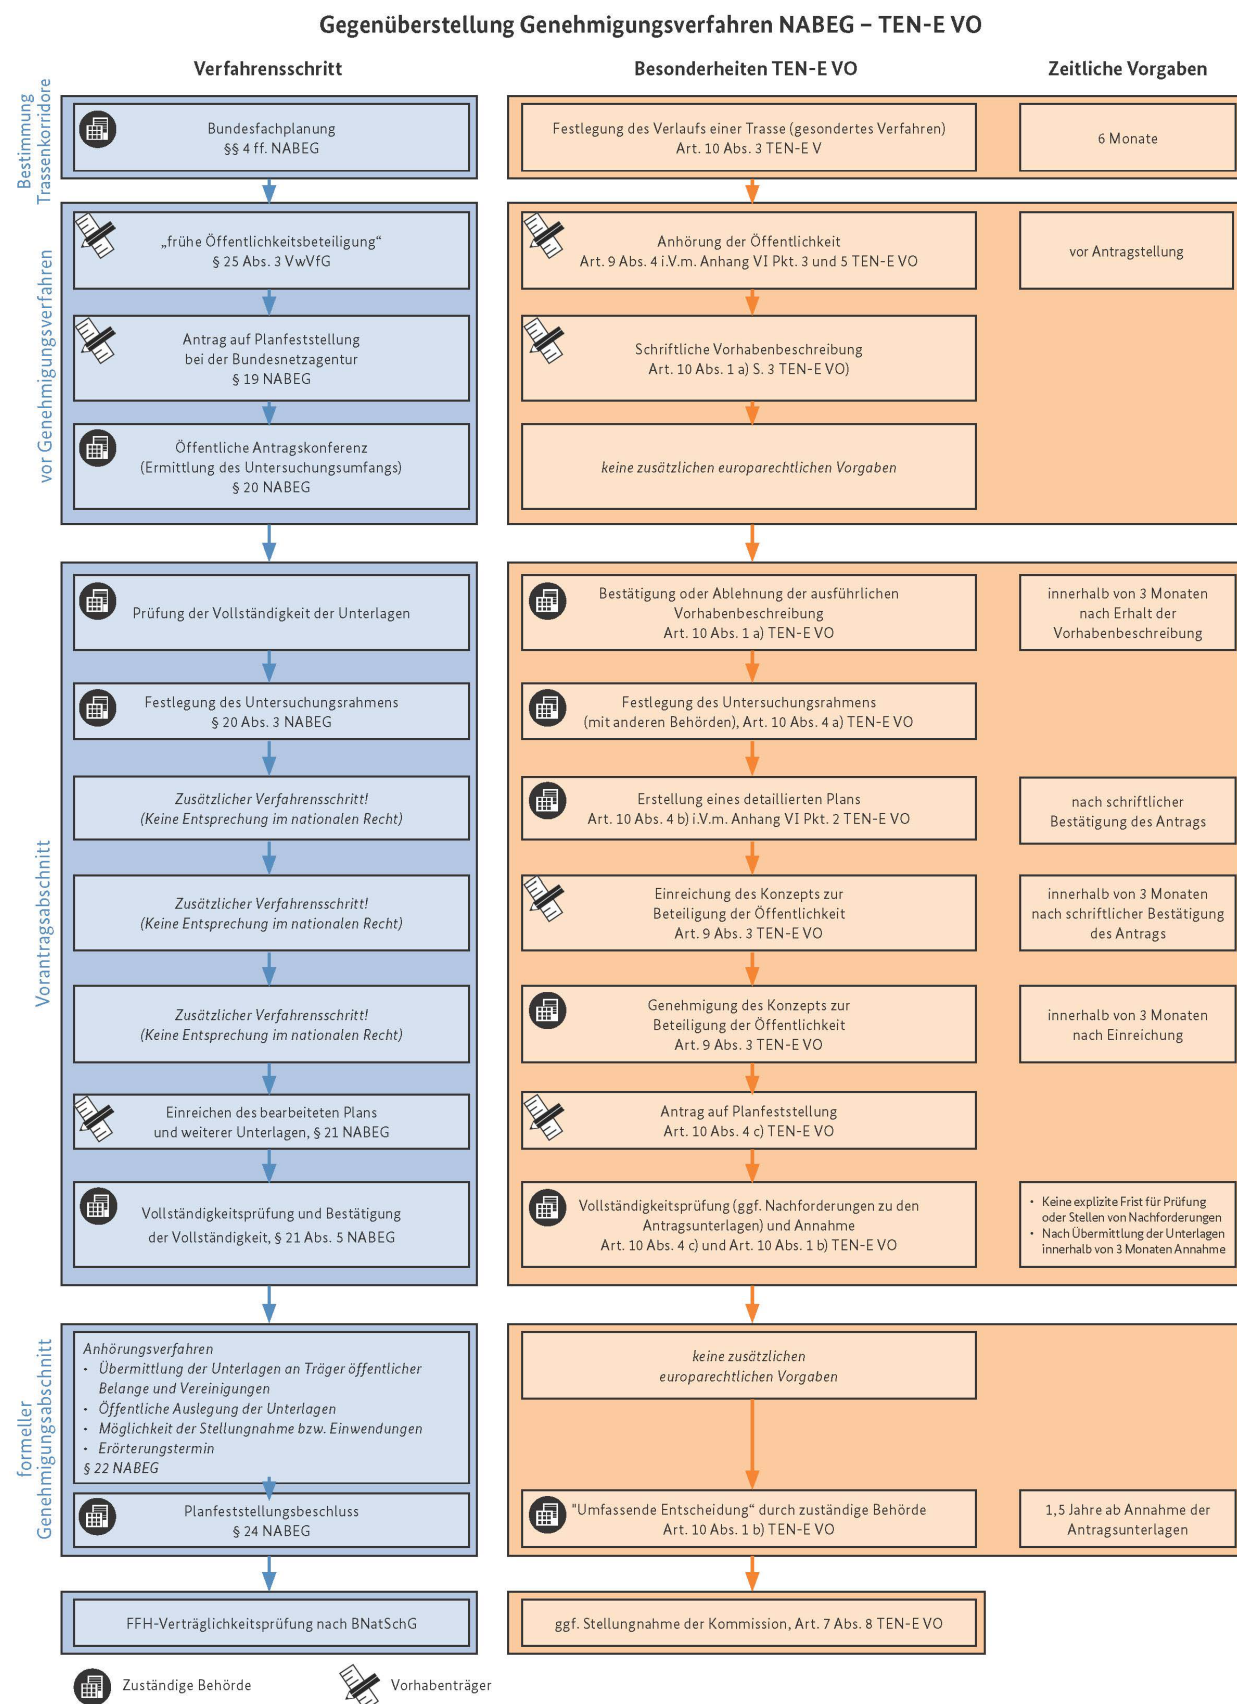 Gegenüberstellung Genehmigungsverfahren NABEG – TEN-E VO
Verfahrensschritt
Besonderheiten TEN-E VO
Zeitliche Vorgaben
Bestimmung
Trassenkorridore
Bundesfachplanung
§§ 4 ff. NABEG
Festlegung des Verlaufs einer Trasse (gesondertes Verfahren)
Art. 10 Abs. 3 TEN-E V
6 Monate
vor Genehmigungsverfahren
„frühe Öffentlichkeitsbeteiligung“
§ 25 Abs. 3 VwVfG
Anhörung der Öffentlichkeit
Art. 9 Abs. 4 i.V.m. Anhang VI Pkt. 3 und 5 TEN-E VO
vor Antragstellung
Antrag auf Planfeststellung
bei der Bundesnetzagentur
§ 19 NABEG
Schriftliche Vorhabenbeschreibung
Art. 10 Abs. 1 a) S. 3 TEN-E VO)
Öffentliche Antragskonferenz
(Ermittlung des Untersuchungsumfangs)
§ 20 NABEG
keine zusätzlichen europarechtlichen Vorgaben
Vorantragsabschnitt
Prüfung der Vollständigkeit der Unterlagen
Bestätigung oder Ablehnung der ausführlichen
Vorhabenbeschreibung
Art. 10 Abs. 1 a) TEN-E VO
innerhalb von 3 Monaten
nach Erhalt der
Vorhabenbeschreibung
Festlegung des Untersuchungsrahmens
§ 20 Abs. 3 NABEG
Festlegung des Untersuchungsrahmens
(mit anderen Behörden), Art. 10 Abs. 4 a) TEN-E VO
Zusätzlicher Verfahrensschritt!
(Keine Entsprechung im nationalen Recht)
Erstellung eines detaillierten Plans
Art. 10 Abs. 4 b) i.V.m. Anhang VI Pkt. 2 TEN-E VO
nach schriftlicher
Bestätigung des Antrags
Zusätzlicher Verfahrensschritt!
(Keine Entsprechung im nationalen Recht)
Einreichung des Konzepts zur
Beteiligung der Öffentlichkeit
Art. 9 Abs. 3 TEN-E VO
innerhalb von 3 Monaten
nach schriftlicher Bestätigung
des Antrags
Zusätzlicher Verfahrensschritt!
(Keine Entsprechung im nationalen Recht)
Genehmigung des Konzepts zur
Beteiligung der Öffentlichkeit
Art. 9 Abs. 3 TEN-E VO
innerhalb von 3 Monaten
nach Einreichung
Einreichen des bearbeiteten Plans
und weiterer Unterlagen, § 21 NABEG
Antrag auf Planfeststellung
Art. 10 Abs. 4 c) TEN-E VO
Vollständigkeitsprüfung und Bestätigung
der Vollständigkeit, § 21 Abs. 5 NABEG
Vollständigkeitsprüfung (ggf. Nachforderungen zu den
Antragsunterlagen) und Annahme
Art. 10 Abs. 4 c) und Art. 10 Abs. 1 b) TEN-E VO
• Keine explizite Frist für Prüfung
oder Stellen von Nachforderungen
• Nach Übermittlung der Unterlagen
innerhalb von 3 Monaten Annahme
formeller
Genehmigungsabschnitt
Anhörungsverfahren
• Übermittlung der Unterlagen an Träger öffentlicher
Belange und Vereinigungen
• Öffentliche Auslegung der Unterlagen
• Möglichkeit der Stellungnahme bzw. Einwendungen
• Erörterungstermin
§ 22 NABEG
keine zusätzlichen
europarechtlichen Vorgaben
Planfeststellungsbeschluss
§ 24 NABEG
"Umfassende Entscheidung“ durch zuständige Behörde
Art. 10 Abs. 1 b) TEN-E VO
1,5 Jahre ab Annahme der
Antragsunterlagen
FFH-Verträglichkeitsprüfung nach BNatSchG
ggf. Stellungnahme der Kommission, Art. 7 Abs. 8 TEN-E VO
Zuständige Behörde
Vorhabenträger